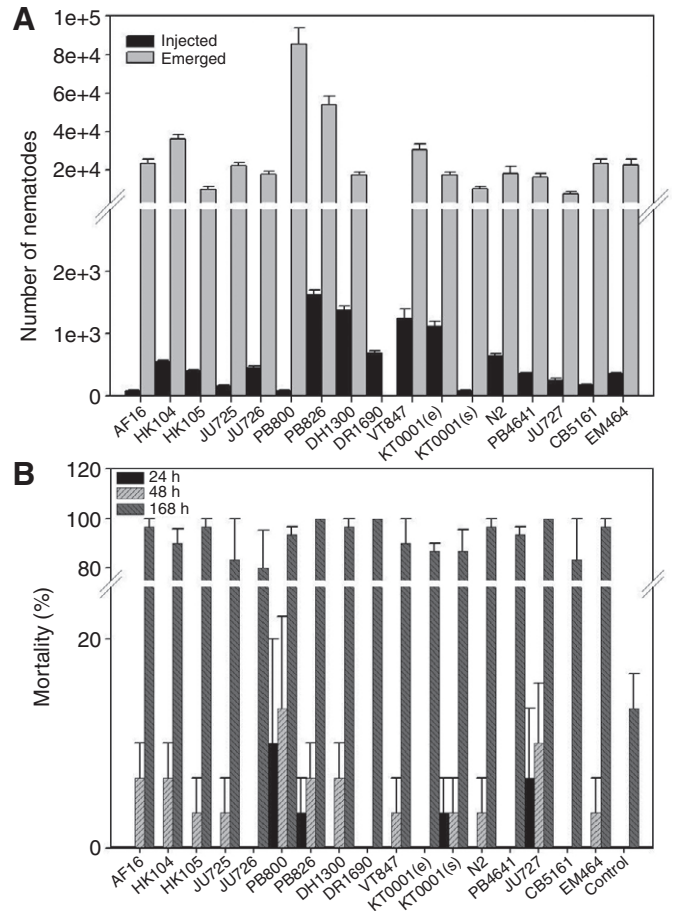 A
1e+5
8e+4
6e+4
4e+4
2e+4
2e+3
1e+3
0
Number of nematodes
Injected
Emerged
AF16
HK104
HK105
JU725
JU726
PB800
PB826
DH1300
DR1690
VT847
KT0001(e)
KT0001(s)
N2
PB4641
JU727
CB5161
EM464
B
120
100
80
20
0
Mortality (%)
24 h
48 h
168 h
AF16
HK104
HK105
JU725
JU726
PB800
PB826
DH1300
DR1690
VT847
KT0001(e)
KT0001(s)
N2
PB4641
JU727
CB5161
EM464
Control